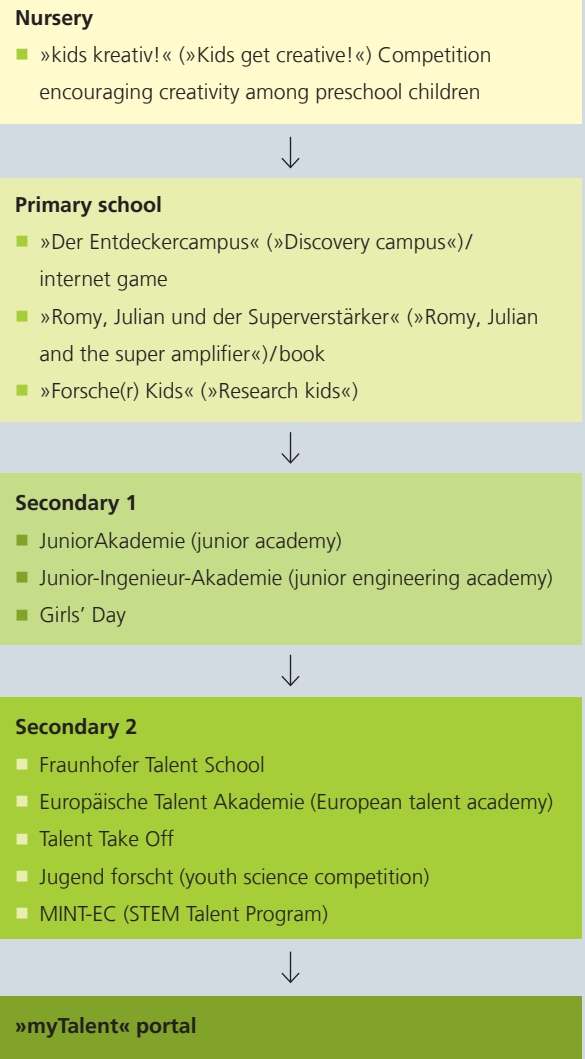 Nursery
»kids kreativ!« (»Kids get creative!«) Competition
encouraging creativity among preschool children
Primary school
»Der Entdeckercampus« (»Discovery campus«)/
internet game
»Romy, Julian und der Superverstärker« (»Romy, Julian
and the super amplifier«)/book
»Forsche(r) Kids« (»Research kids«)
Secondary 1
JuniorAkademie (junior academy)
Junior-Ingenieur-Akademie (junior engineering academy)
Girls’ Day
Secondary 2
Fraunhofer Talent School
Europäische Talent Akademie (European talent academy)
Talent Take Off
Jugend forscht (youth science competition)
MINT-EC (STEM Talent Program)
»myTalent« portal